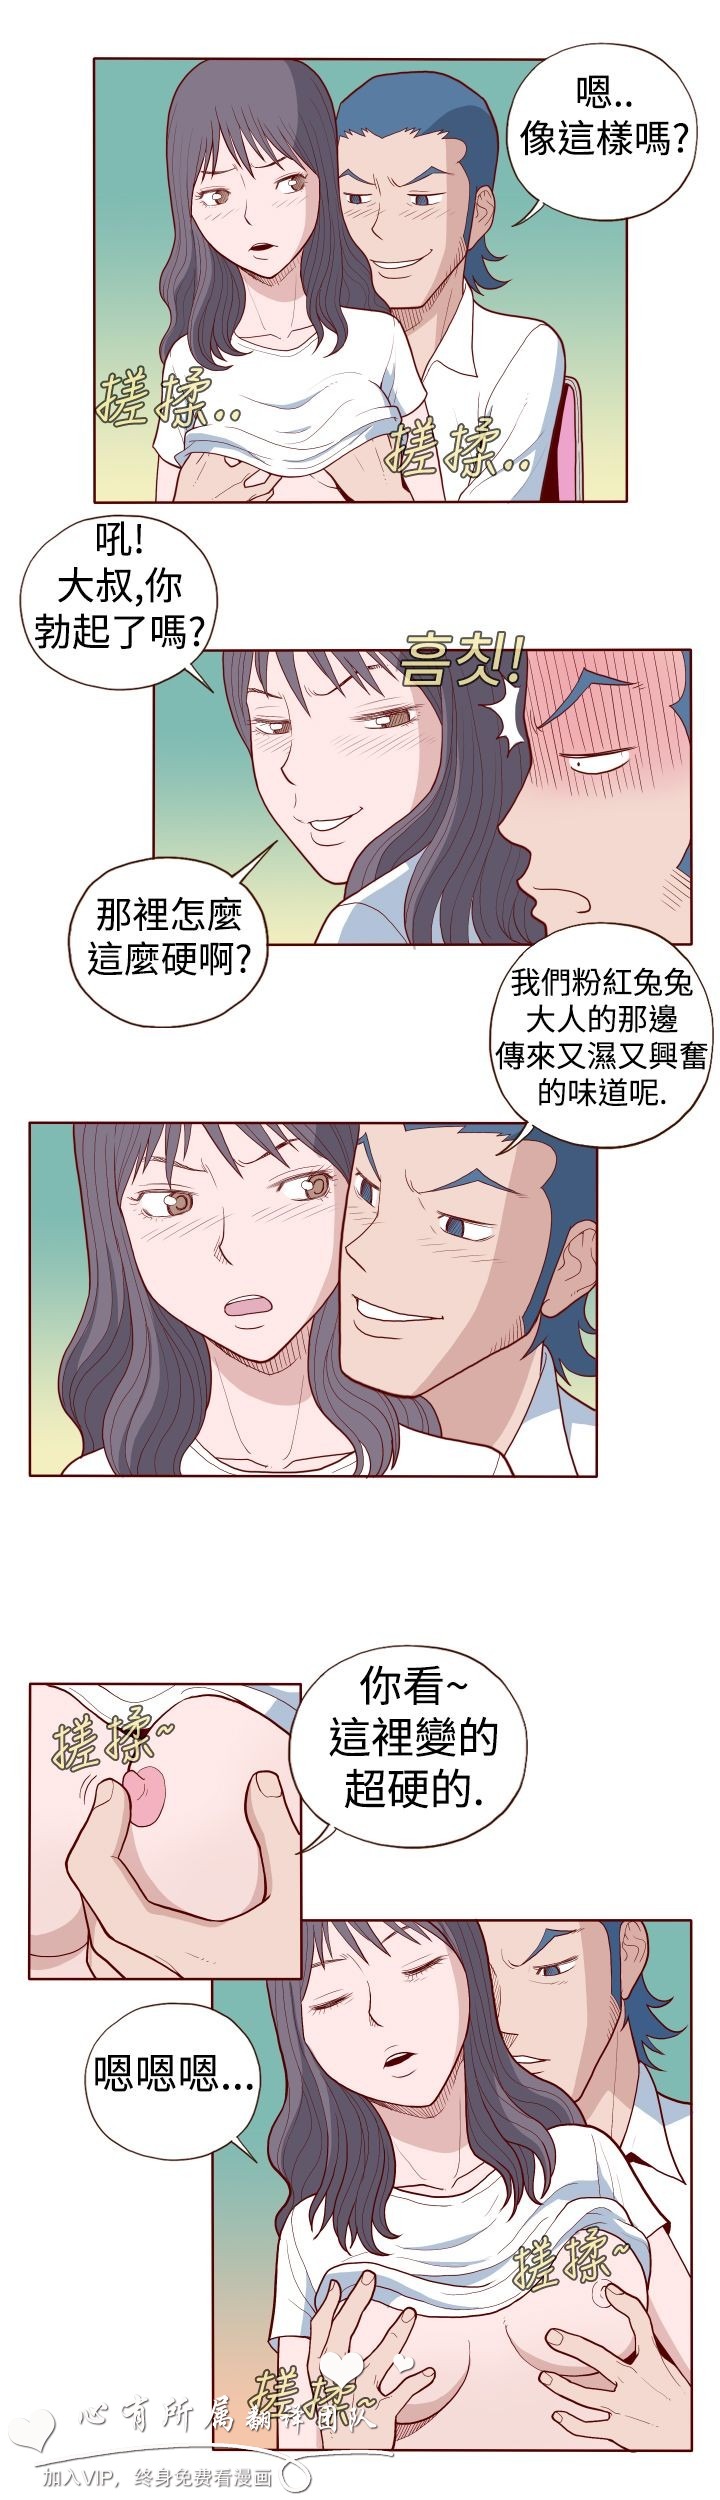 嗯..
像這樣嗎?
搓揉..
搓揉..
吼!
大叔,你
勃起了嗎?
흠칫!
那裡怎麼
這麼硬啊?
我們粉紅兔兔
大人的那邊
傳來又濕又興奮
的味道呢.
你看~
這裡變的
超硬的.
搓揉~
嗯嗯嗯...
搓揉~
搓揉~
心有所属翻译团队
加入VIP，终身免费看漫画